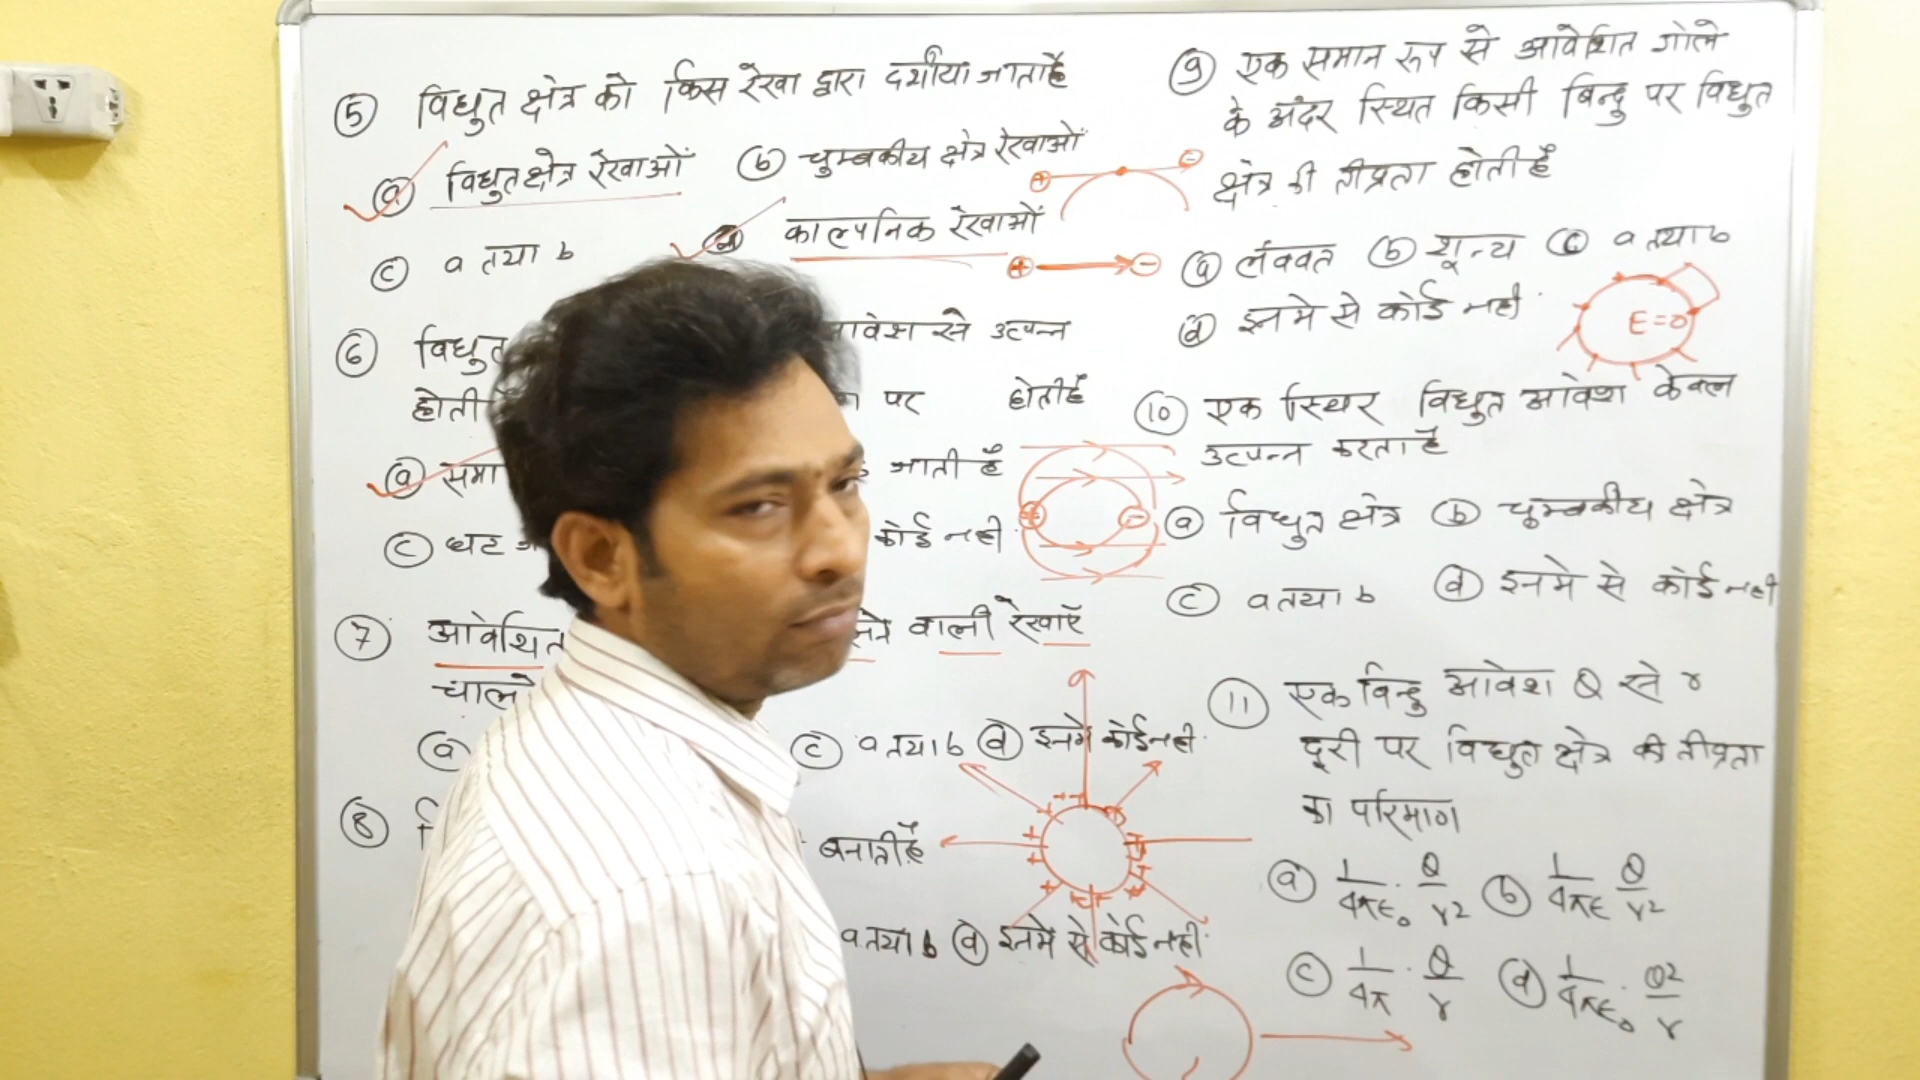 ⑤ विद्युत क्षेत्र को किस रेखा द्वारा दर्शाया जाता है
ⓐ विद्युत क्षेत्र रेखाओं ⓑ चुम्बकीय क्षेत्र रेखाओं
ⓒ a तथा b ⓓ काल्पनिक रेखाओं
⑥ विद्युत उत्पन्न
होती पर होती है
ⓐ समा जाती है
ⓒ घट कोई नही
⑦ आवेशित वाली रेखाएँ
ⓐ ⓒ a तथा b ⓓ इनमे कोई नही
⑧ बनाती है
a तथा b ⓓ इनमे से कोई नही
⑨ एक समान रूप से आवेशित गोले
के अंदर स्थित किसी बिन्दु पर विद्युत
क्षेत्र की तीव्रता होती है
ⓐ लंबवत ⓑ शून्य ⓒ a तथा b
ⓓ इनमे से कोई नही
E=0
⑩ एक स्थिर विद्युत आवेश केवल
उत्पन्न करता है
ⓐ विद्युत क्षेत्र ⓑ चुम्बकीय क्षेत्र
ⓒ a तथा b ⓓ इनमे से कोई नही
⑪ एक बिन्दु आवेश Q से r
दूरी पर विद्युत क्षेत्र की तीव्रता
का परिमाण
ⓐ 1/4πε₀ · Q/r² ⓑ 1/4πε Q/r²
ⓒ 1/4π · Q/r ⓓ 1/4πε₀ · Q²/r